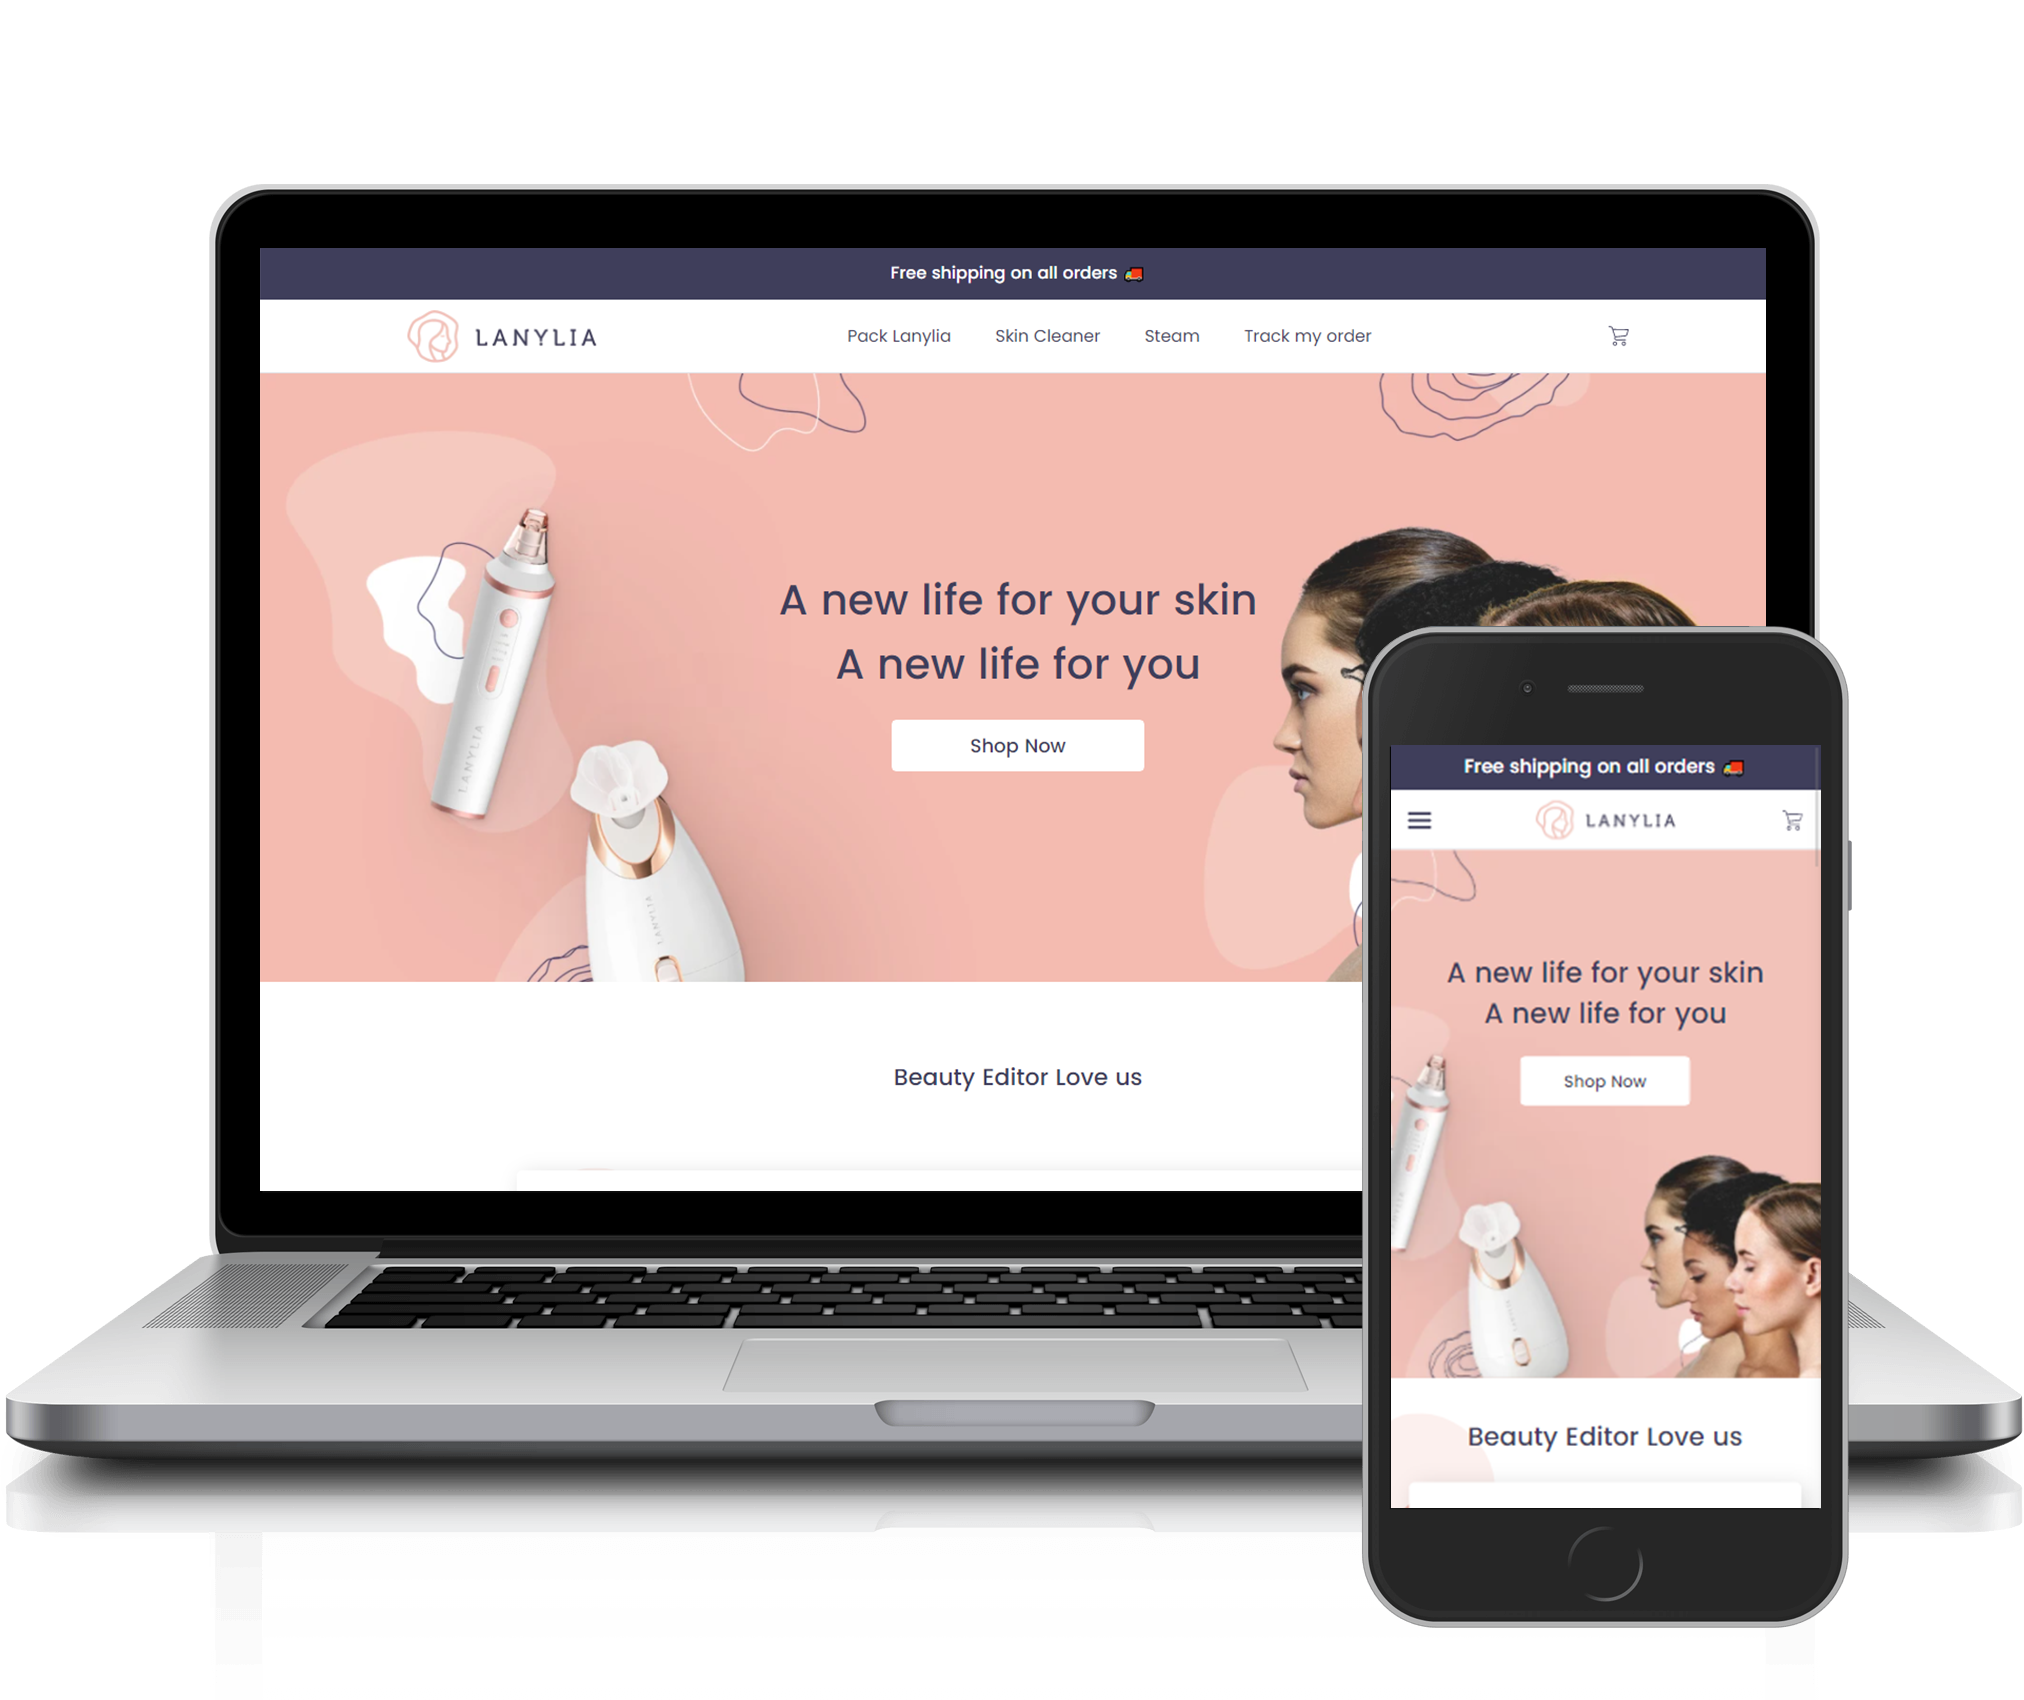 Free shipping on all orders
LANYLIA
Pack Lanylia
Skin Cleaner
Steam
Track my order
A new life for your skin
A new life for you
Shop Now
LANYLIA
LANYLIA
Beauty Editor Love us
Free shipping on all orders
LANYLIA
A new life for your skin
A new life for you
Shop Now
Beauty Editor Love us